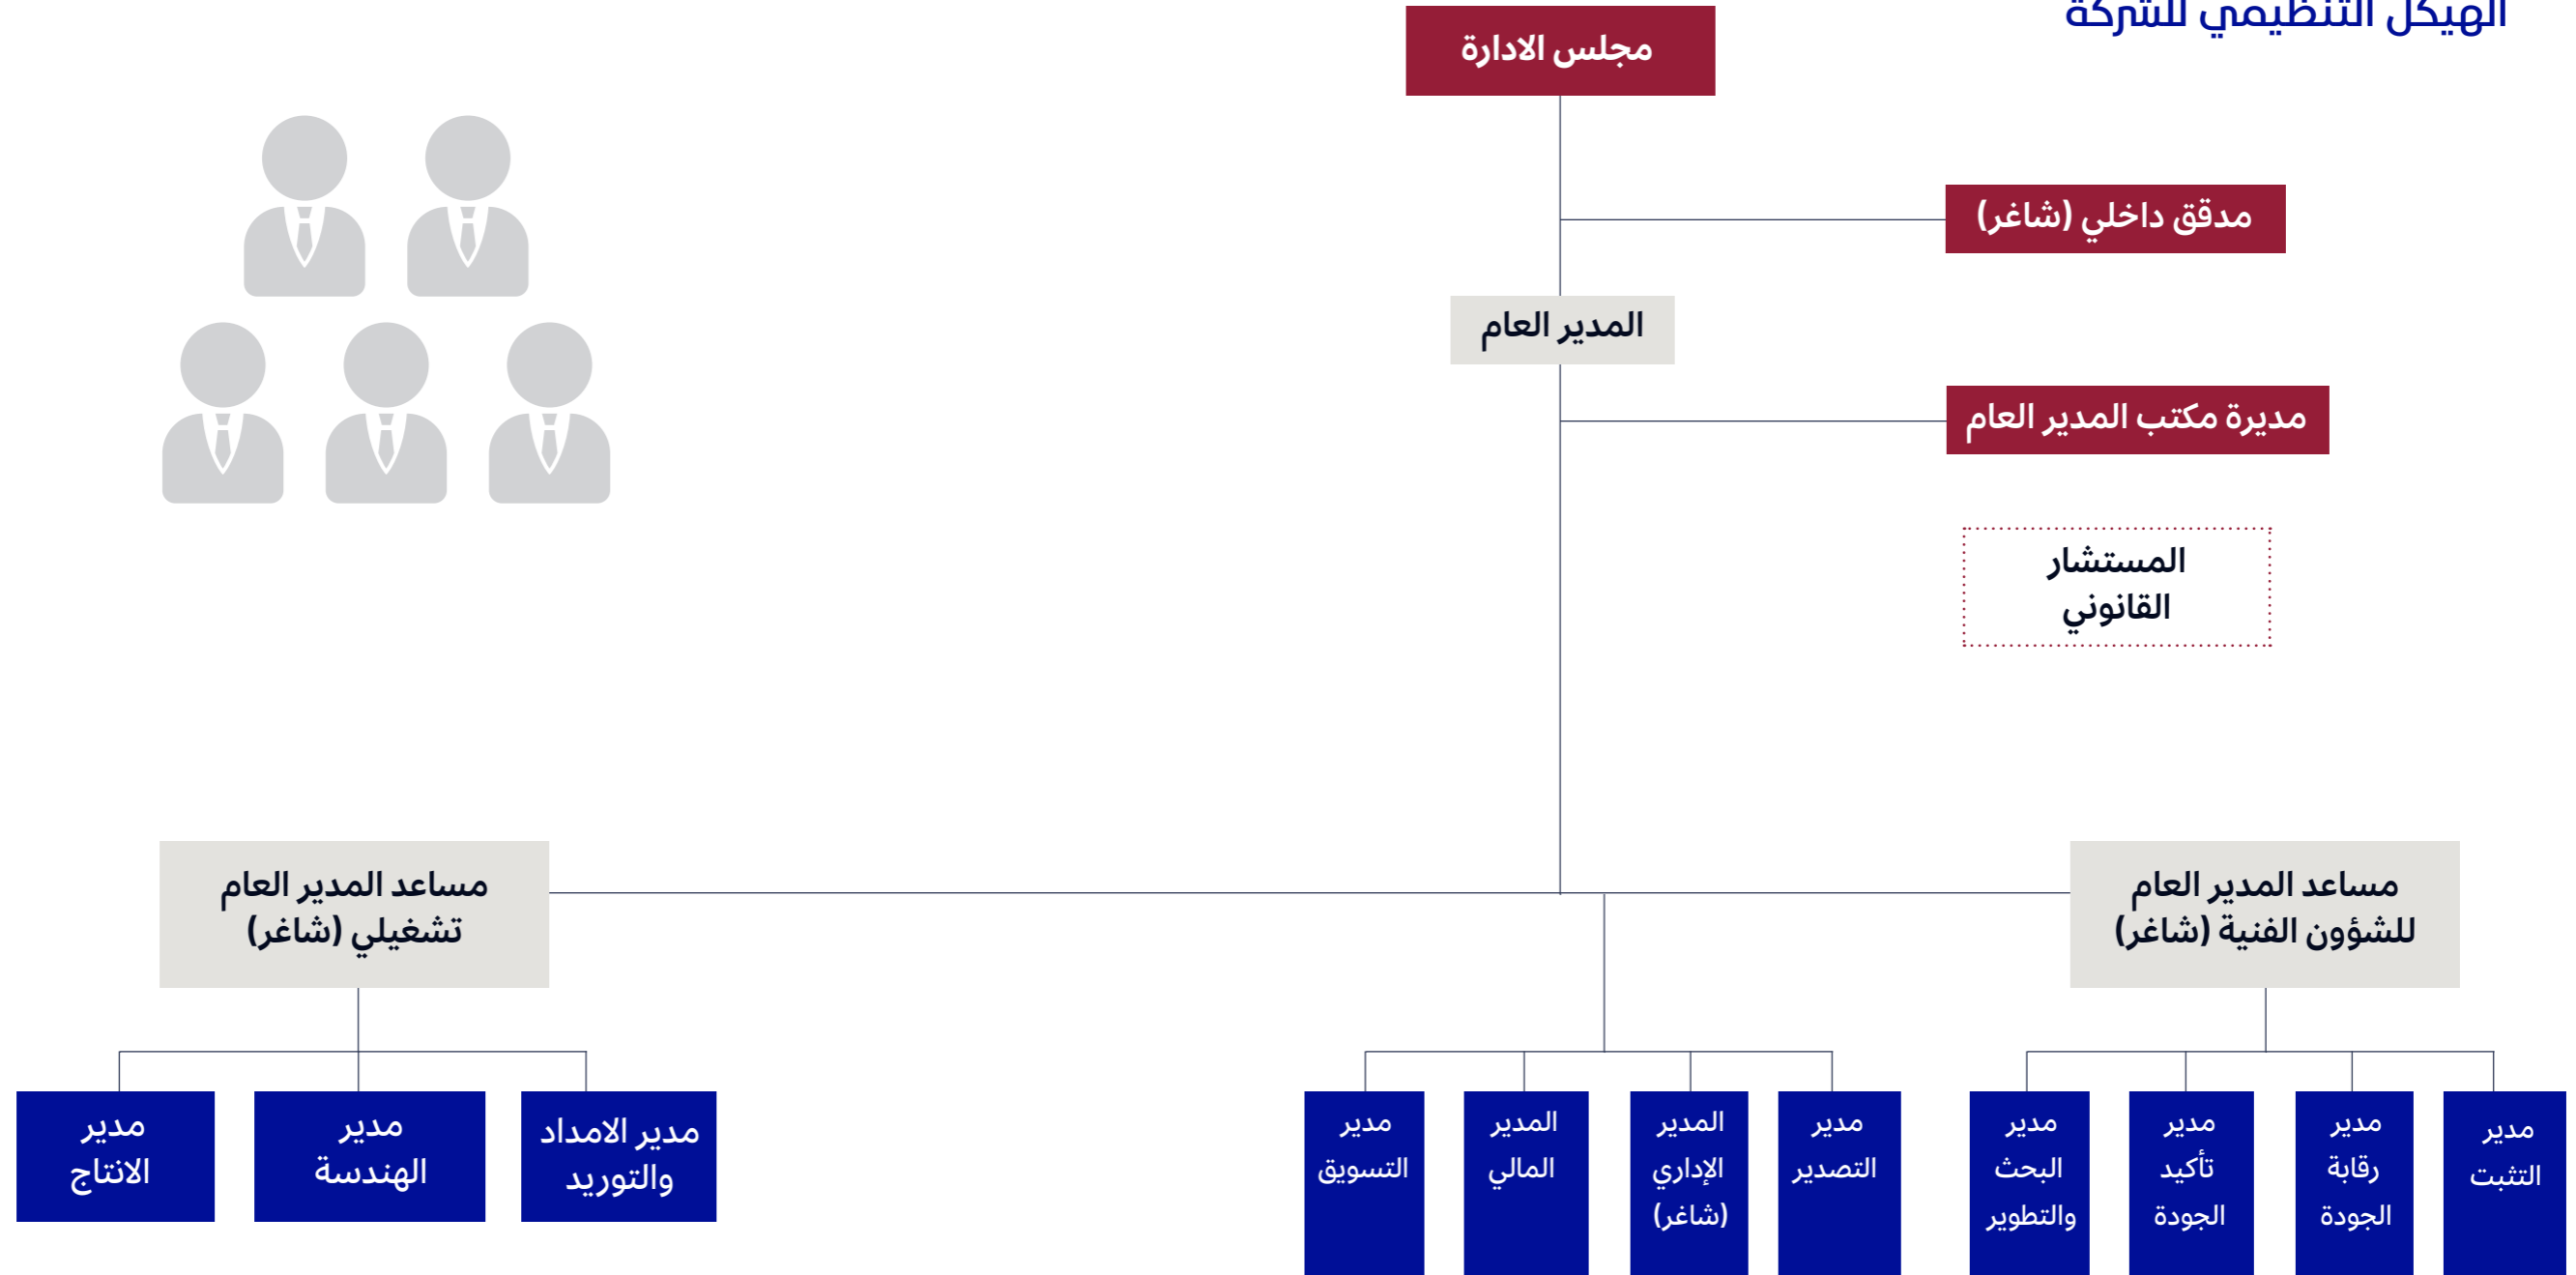 الهيكل التنظيمي للشركة
مجلس الادارة
مدقق داخلي (شاغر)
المدير العام
مديرة مكتب المدير العام
المستشار
القانوني
مساعد المدير العام
للشؤون الفنية (شاغر)
مساعد المدير العام
تشغيلي (شاغر)
مدير
التثبت
مدير
رقابة
الجودة
مدير
تأكيد
الجودة
مدير
البحث
والتطوير
مدير
التصدير
المدير
الإداري
(شاغر)
المدير
المالي
مدير
التسويق
مدير الامداد
والتوريد
مدير
الهندسة
مدير
الانتاج